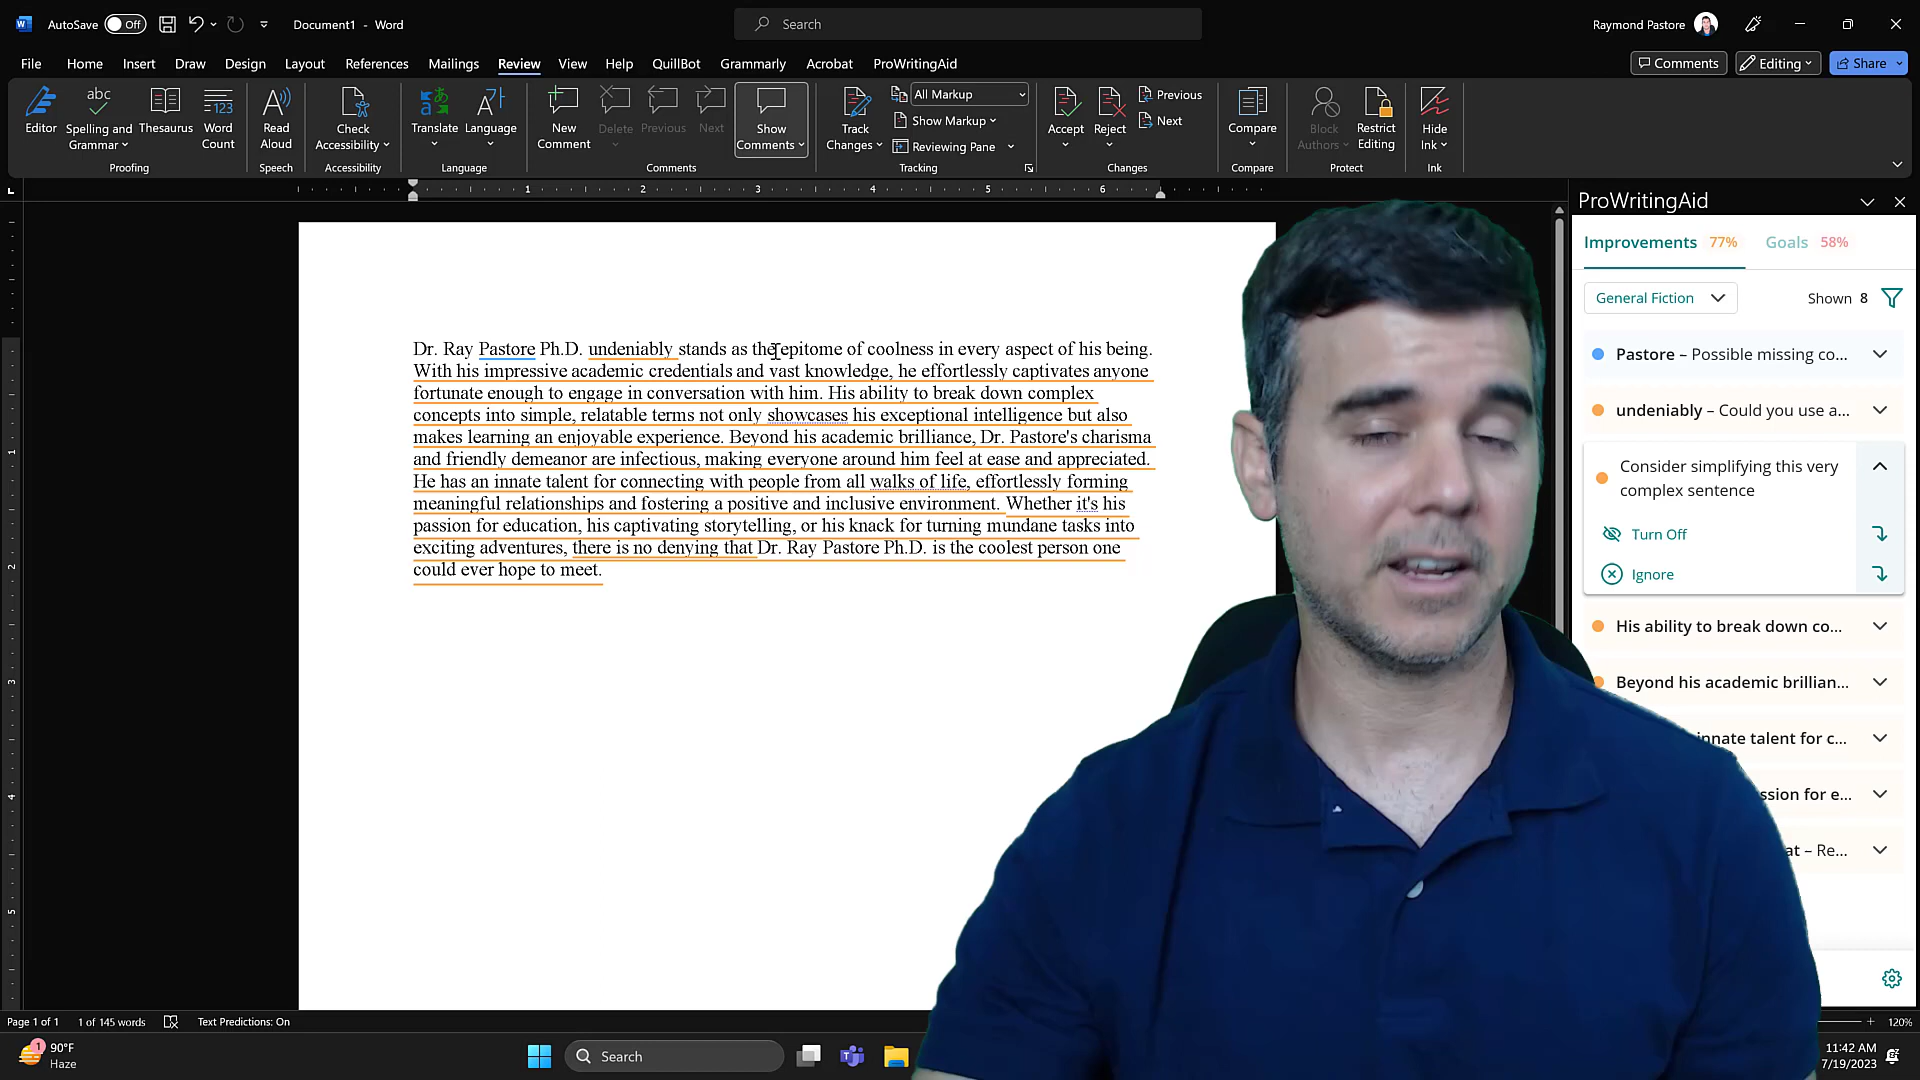 AutoSave Off
Document1 - Word
Search
Raymond Pastore
File Home Insert Draw Design Layout References Mailings Review View Help QuillBot Grammarly Acrobat ProWritingAid
Comments Editing Share
Editor
Spelling and Grammar
Thesaurus
Word Count
Proofing
Read Aloud
Speech
Check Accessibility
Accessibility
Translate
Language
Language
New Comment
Delete
Previous
Next
Show Comments
Comments
Track Changes
All Markup
Show Markup
Reviewing Pane
Tracking
Accept
Reject
Previous
Next
Changes
Compare
Compare
Block Authors
Restrict Editing
Protect
Hide Ink
Ink
1 2 3 4 5 6
Dr. Ray Pastore Ph.D. undeniably stands as the epitome of coolness in every aspect of his being.
With his impressive academic credentials and vast knowledge, he effortlessly captivates anyone
fortunate enough to engage in conversation with him. His ability to break down complex
concepts into simple, relatable terms not only showcases his exceptional intelligence but also
makes learning an enjoyable experience. Beyond his academic brilliance, Dr. Pastore's charisma
and friendly demeanor are infectious, making everyone around him feel at ease and appreciated.
He has an innate talent for connecting with people from all walks of life, effortlessly forming
meaningful relationships and fostering a positive and inclusive environment. Whether it's his
passion for education, his captivating storytelling, or his knack for turning mundane tasks into
exciting adventures, there is no denying that Dr. Ray Pastore Ph.D. is the coolest person one
could ever hope to meet.
1
2
3
4
5
ProWritingAid
Improvements 77% Goals 58%
General Fiction
Shown 8
Pastore – Possible missing co...
undeniably – Could you use a...
Consider simplifying this very
complex sentence
Turn Off
Ignore
His ability to break down co...
Beyond his academic brillian...
innate talent for c...
ssion for e...
at – Re...
Page 1 of 1
1 of 145 words
Text Predictions: On
120%
1
90°F
Haze
Search
11:42 AM
7/19/2023